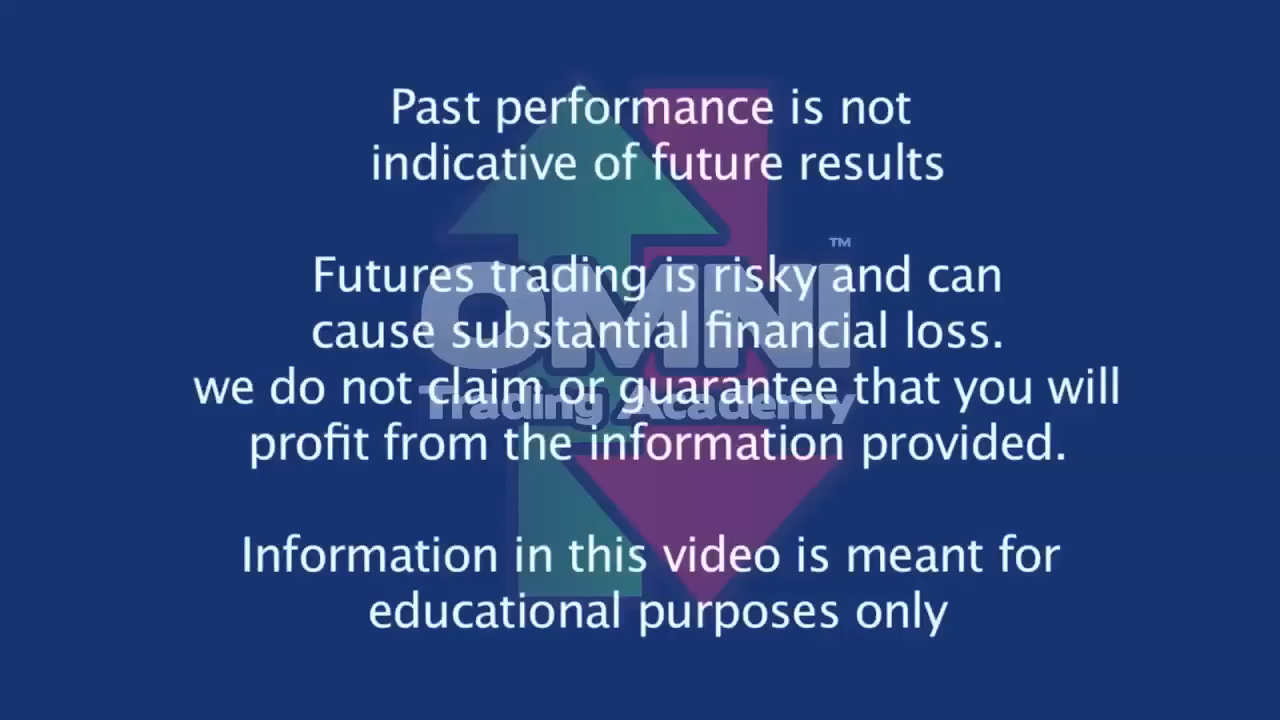 Past performance is not
indicative of future results
™
Futures trading is risky and can
OMNI
cause substantial financial loss.
we do not claim or guarantee that you will
Trading Academy
profit from the information provided.
Information in this video is meant for
educational purposes only